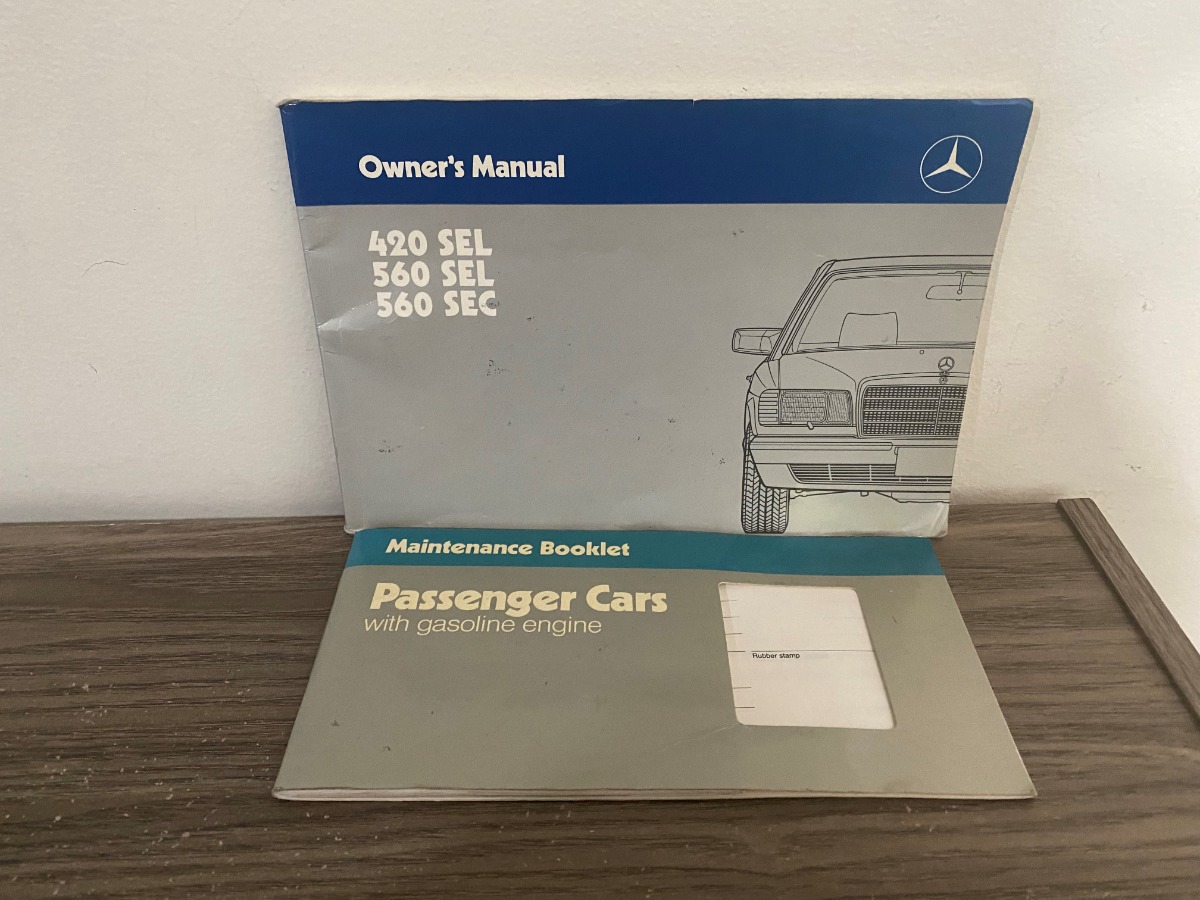 Owner's Manual
420 SEL
560 SEL
560 SEC
Maintenance Booklet
Passenger Cars
with gasoline engine
Rubber stamp